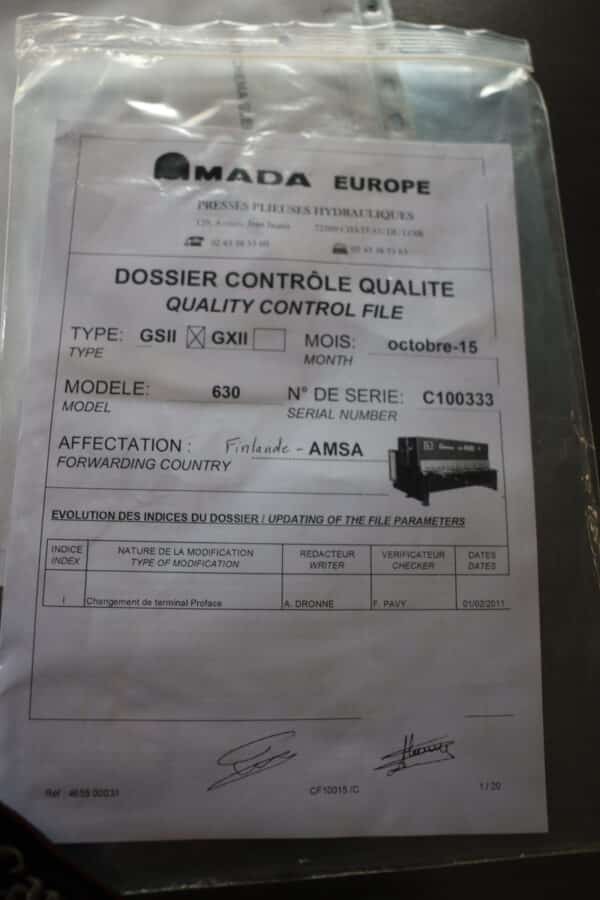 AMADA EUROPE
PRESSES PLIEUSES HYDRAULIQUES
DOSSIER CONTRÔLE QUALITE
QUALITY CONTROL FILE
TYPE: GSII ☒ GXII ☐ MOIS: octobre-15
TYPE MONTH
MODELE: 630 N° DE SERIE: C100333
MODEL SERIAL NUMBER
AFFECTATION : Finlande - AMSA
FORWARDING COUNTRY
EVOLUTION DES INDICES DU DOSSIER / UPDATING OF THE FILE PARAMETERS
INDICE NATURE DE LA MODIFICATION REDACTEUR VERIFICATEUR DATES
INDEX TYPE OF MODIFICATION WRITER CHECKER DATES
I Changement de terminal Proface A. DRONNE F. PAVY 01/02/2011
Réf : 4655 00031 CF10015 /C 1 / 20